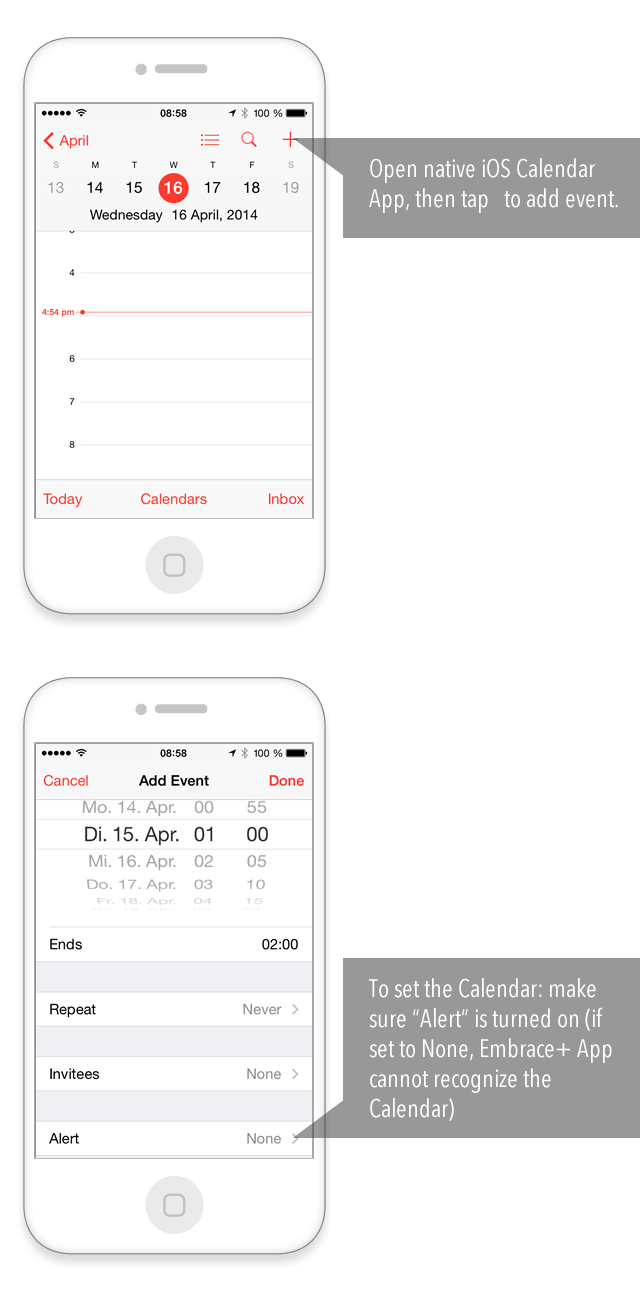 08:58 100 %
April
S M T W T F S
13 14 15 16 17 18 19
Wednesday 16 April, 2014
4
4:54 pm
6
7
8
Today Calendars Inbox
Open native iOS Calendar
App, then tap to add event.
08:58 100 %
Cancel Add Event Done
Mo. 14. Apr. 00 55
Di. 15. Apr. 01 00
Mi. 16. Apr. 02 05
Do. 17. Apr. 03 10
Fr. 18. Apr. 04 15
Ends 02:00
Repeat Never
Invitees None
Alert None
To set the Calendar: make
sure “Alert” is turned on (if
set to None, Embrace+ App
cannot recognize the
Calendar)